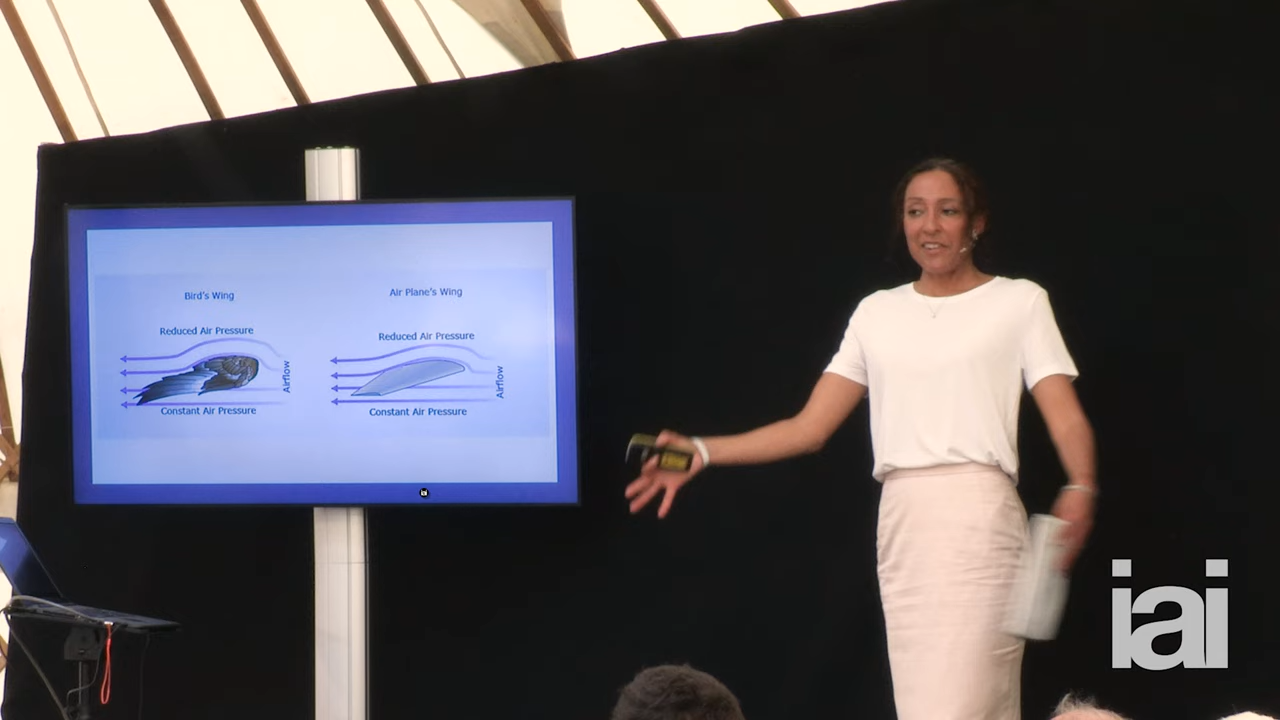 Bird's Wing
Air Plane's Wing
Reduced Air Pressure
Reduced Air Pressure
Airflow
Airflow
Constant Air Pressure
Constant Air Pressure
iai
iai